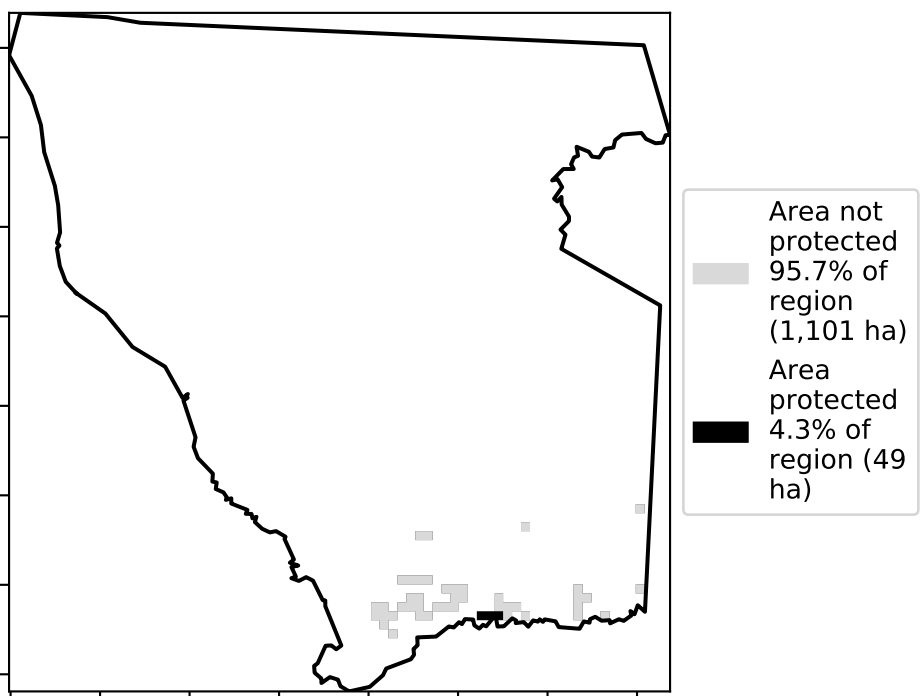 Area not
protected
95.7% of
region
(1,101 ha)
Area
protected
4.3% of
region (49
ha)